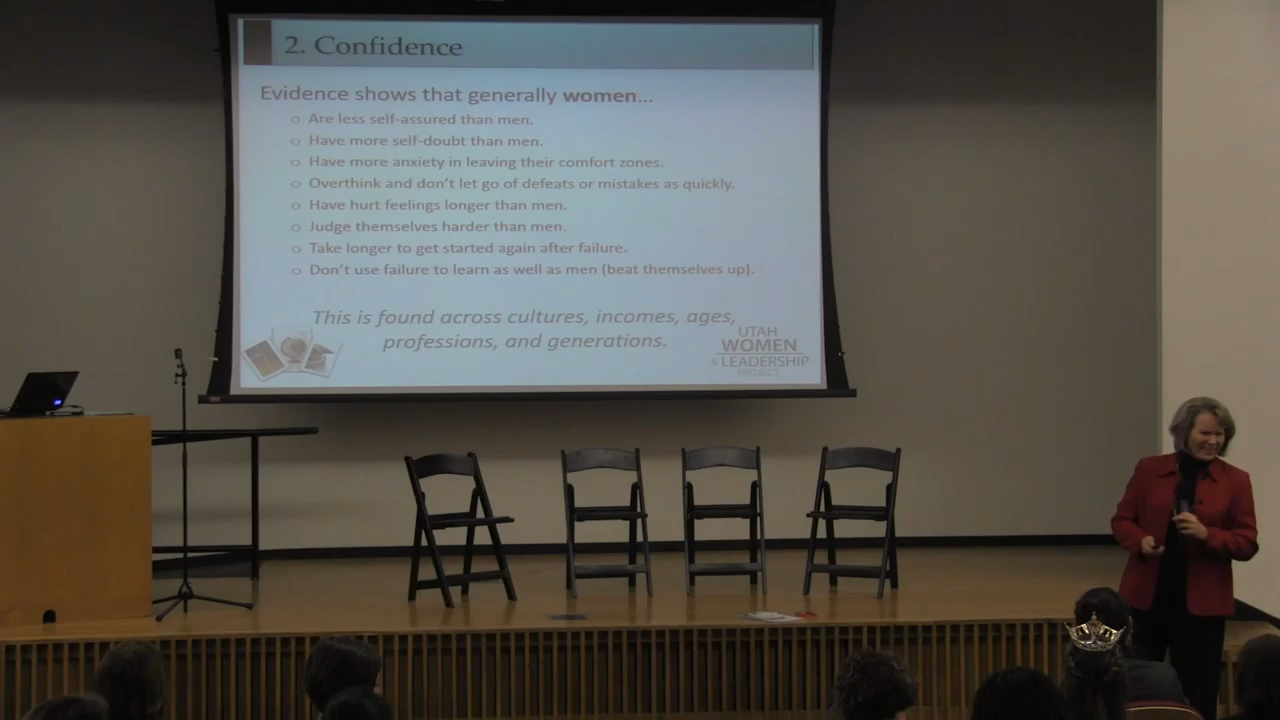 2. Confidence
Evidence shows that generally women...
o Are less self-assured than men.
o Have more self-doubt than men.
o Have more anxiety in leaving their comfort zones.
o Overthink and don't let go of defeats or mistakes as quickly.
o Have hurt feelings longer than men.
o Judge themselves harder than men.
o Take longer to get started again after failure.
o Don't use failure to learn as well as men (beat themselves up).
This is found across cultures, incomes, ages,
professions, and generations.
UTAH
WOMEN
& LEADERSHIP
PROJECT